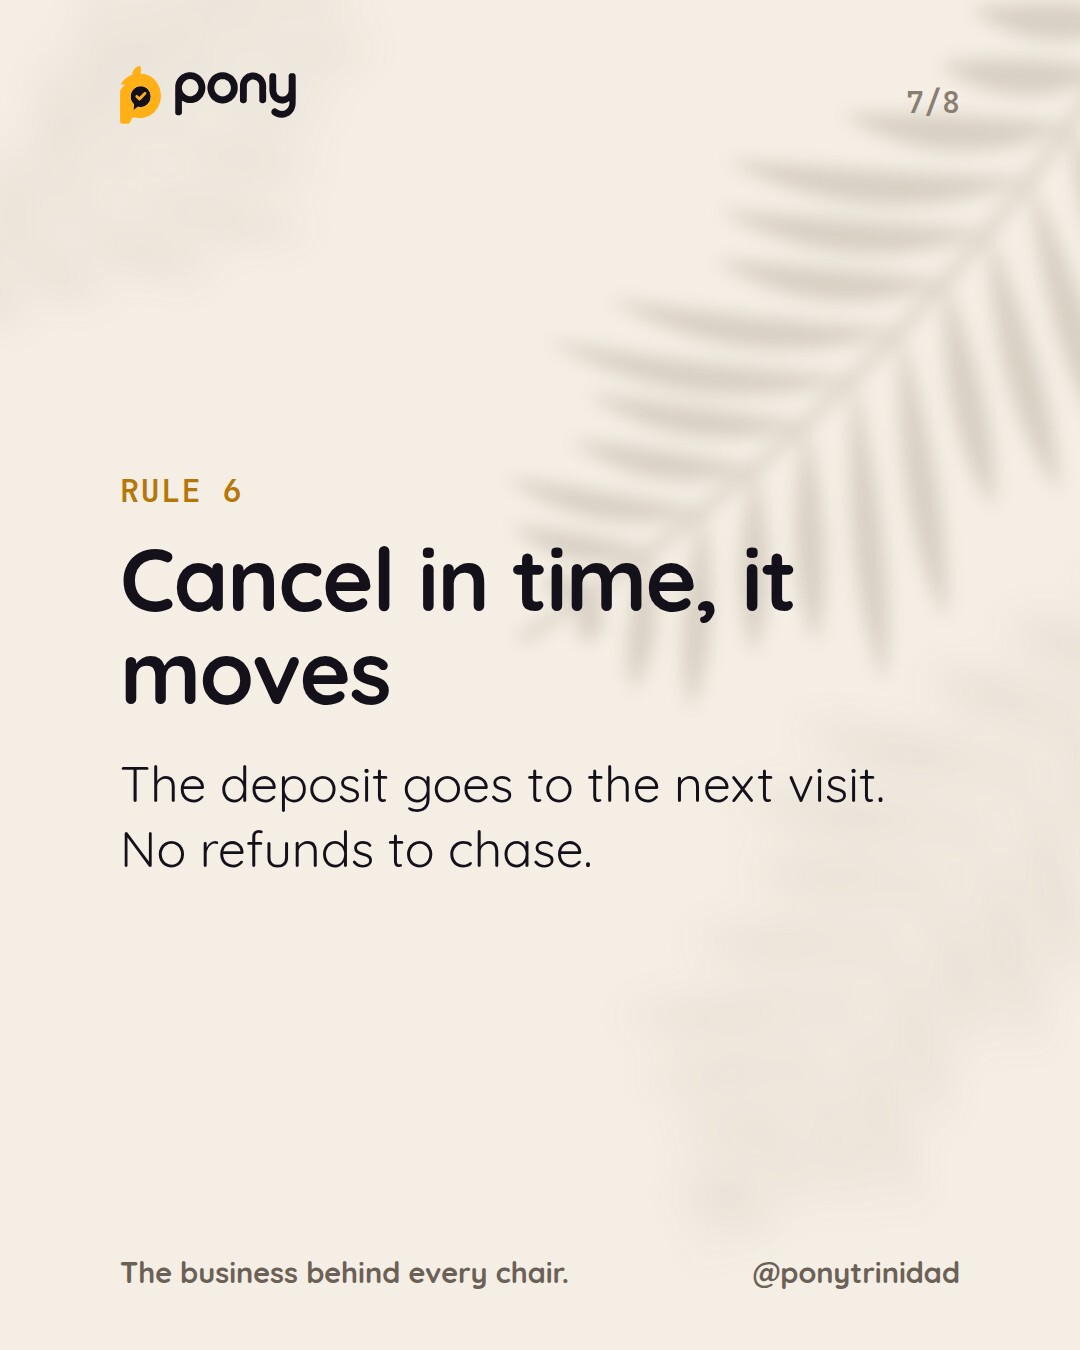 pony
7/8
RULE 6
Cancel in time, it
moves
The deposit goes to the next visit.
No refunds to chase.
The business behind every chair.
@ponytrinidad